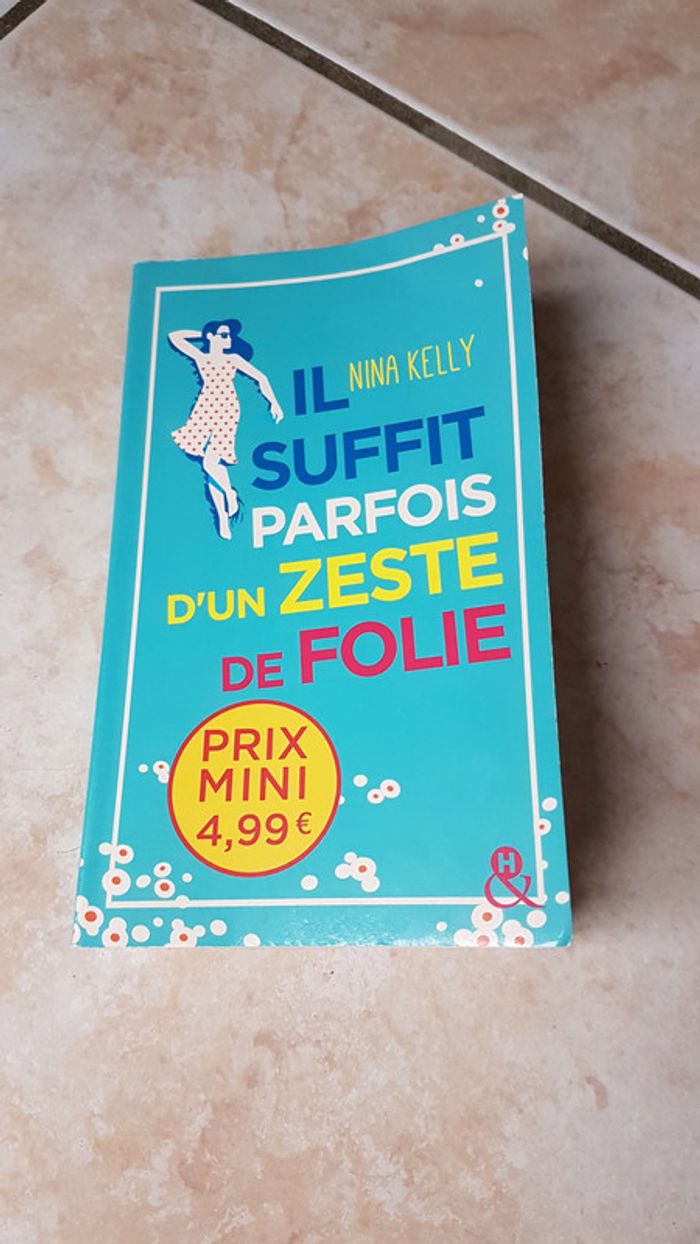 NINA KELLY
IL
SUFFIT
PARFOIS
D'UN ZESTE
DE FOLIE
PRIX
MINI
4,99 €
H
&